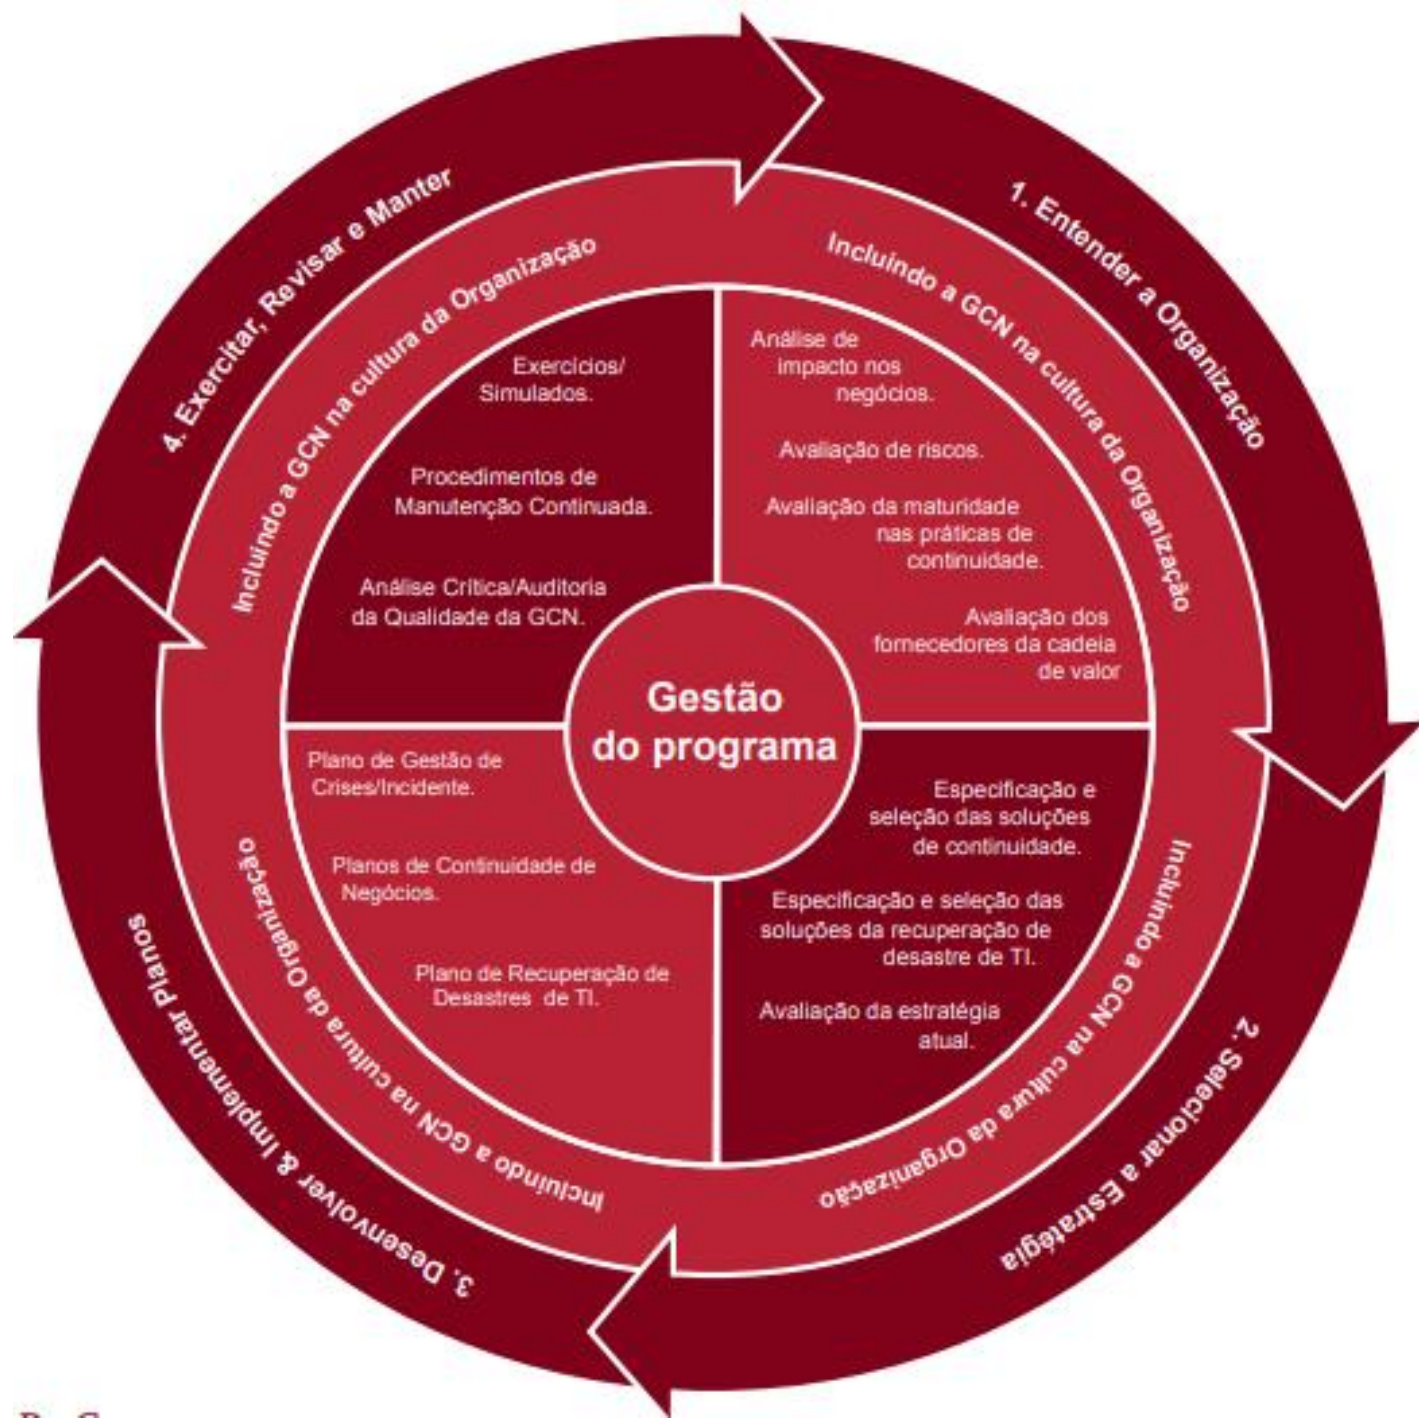 1. Entender a Organização
Incluindo a GCN na cultura da Organização
Análise de
impacto nos
negócios.
Avaliação de riscos.
Avaliação da maturidade
nas práticas de
continuidade.
Avaliação dos
fornecedores da cadeia
de valor
2. Selecionar a Estratégia
Incluindo a GCN na cultura da Organização
Especificação e
seleção das soluções
de continuidade.
Especificação e seleção das
soluções da recuperação de
desastre de TI.
Avaliação da estratégia
atual.
3. Desenvolver & Implementar Planos
Incluindo a GCN na cultura da Organização
Plano de Gestão de
Crises/Incidente.
Planos de Continuidade de
Negócios.
Plano de Recuperação de
Desastres de TI.
4. Exercitar, Revisar e Manter
Incluindo a GCN na cultura da Organização
Exercícios/
Simulados.
Procedimentos de
Manutenção Continuada.
Análise Crítica/Auditoria
da Qualidade da GCN.
Gestão
do programa